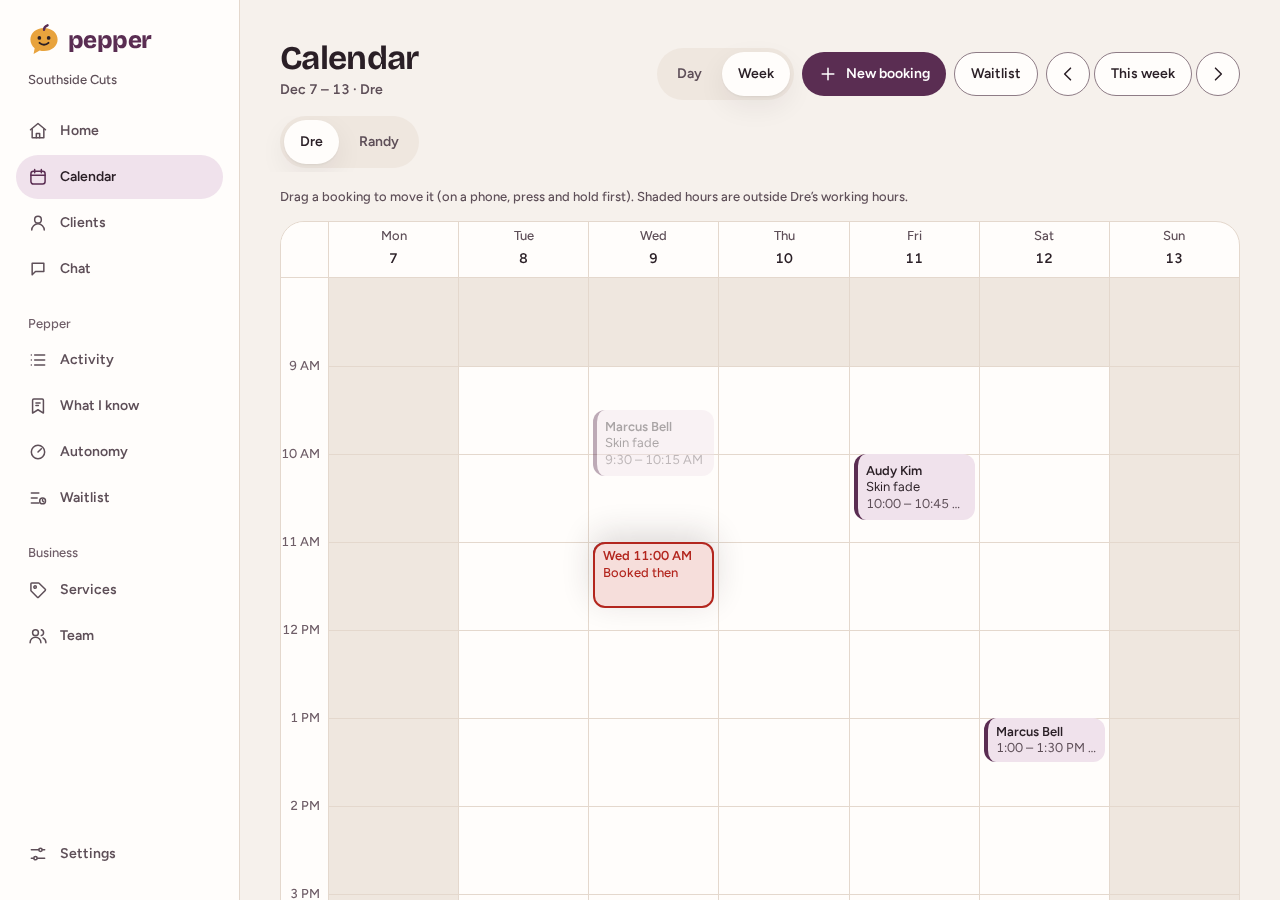 pepper
Southside Cuts
Home
Calendar
Clients
Chat
Pepper
Activity
What I know
Autonomy
Waitlist
Business
Services
Team
Settings
Calendar
Dec 7 – 13 · Dre
Day
Week
New booking
Waitlist
This week
Dre
Randy
Drag a booking to move it (on a phone, press and hold first). Shaded hours are outside Dre’s working hours.
Mon
7
Tue
8
Wed
9
Thu
10
Fri
11
Sat
12
Sun
13
9 AM
Marcus Bell
Skin fade
9:30 – 10:15 AM
10 AM
Audy Kim
Skin fade
10:00 – 10:45 ...
11 AM
Wed 11:00 AM
Booked then
12 PM
1 PM
Marcus Bell
1:00 – 1:30 PM ...
2 PM
3 PM